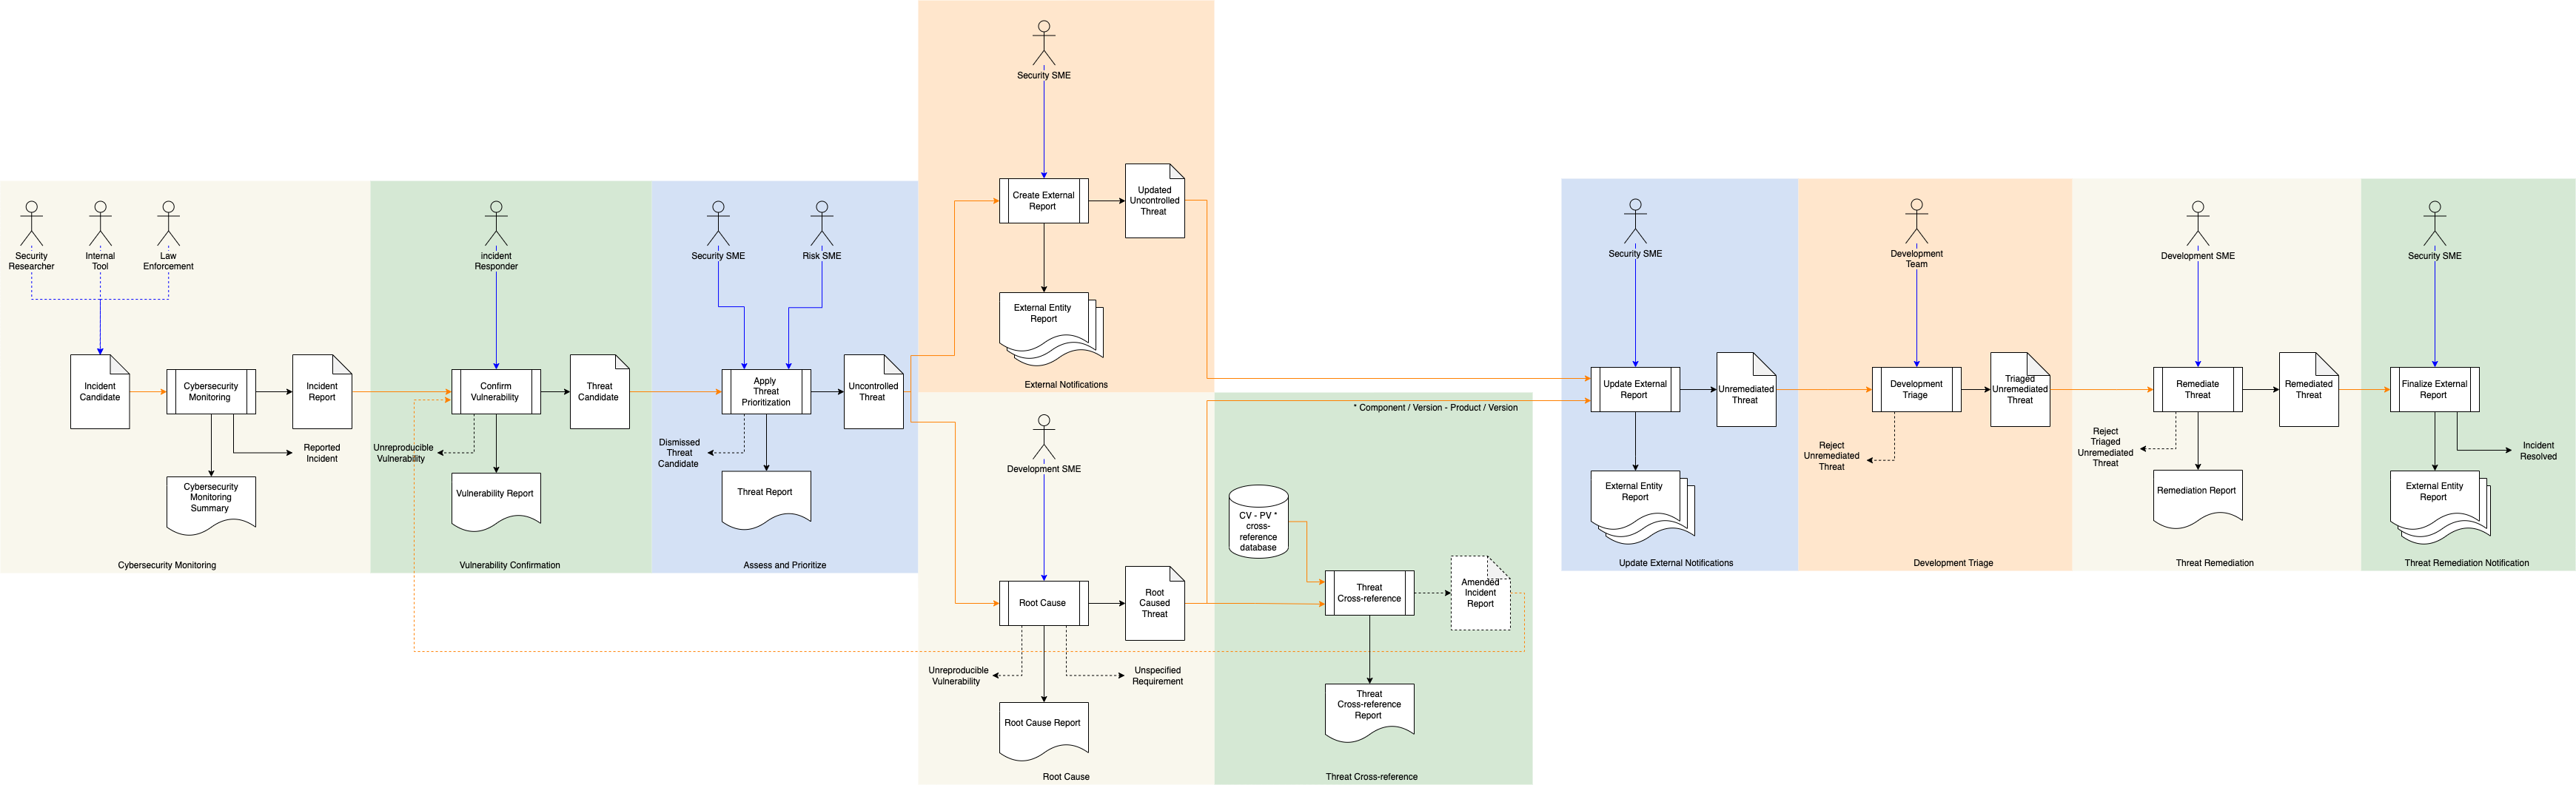 Security
Researcher
Internal
Tool
Law
Enforcement
Incident
Candidate
Cybersecurity
Monitoring
Incident
Report
Reported
Incident
Cybersecurity
Monitoring
Summary
Cybersecurity Monitoring
incident
Responder
Confirm
Vulnerability
Threat
Candidate
Unreproducible
Vulnerability
Vulnerability Report
Vulnerability Confirmation
Security SME
Risk SME
Apply
Threat
Prioritization
Uncontrolled
Threat
Dismissed
Threat
Candidate
Threat Report
Assess and Prioritize
Security SME
Create External
Report
Updated
Uncontrolled
Threat
External Entity
Report
External Notifications
Development SME
Root Cause
Root
Caused
Threat
Unreproducible
Vulnerability
Unspecified
Requirement
Root Cause Report
Root Cause
* Component / Version - Product / Version
CV - PV *
cross-
reference
database
Threat
Cross-reference
Amended
Incident
Report
Threat
Cross-reference
Report
Threat Cross-reference
Security SME
Update External
Report
Unremediated
Threat
External Entity
Report
Update External Notifications
Development
Team
Development
Triage
Triaged
Unremediated
Threat
Reject
Unremediated
Threat
Development Triage
Development SME
Remediate
Threat
Remediated
Threat
Reject
Triaged
Unremediated
Threat
Remediation Report
Threat Remediation
Security SME
Finalize External
Report
Incident
Resolved
External Entity
Report
Threat Remediation Notification